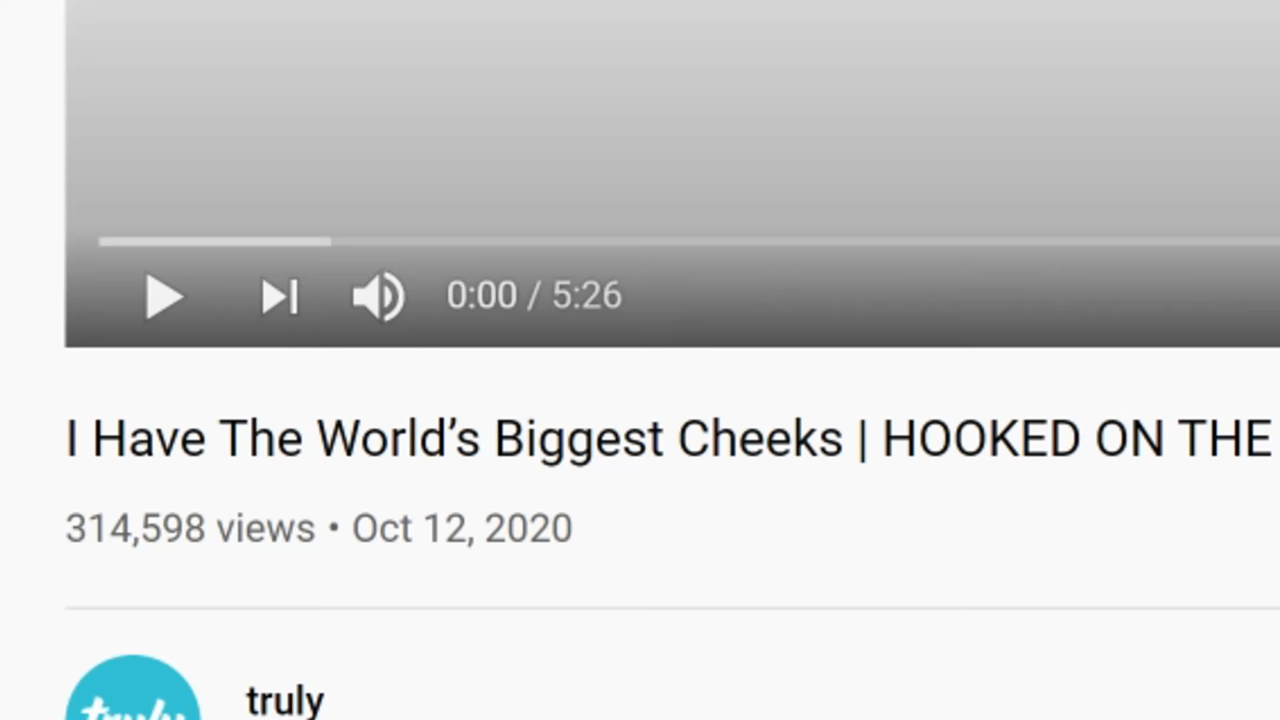 0:00 / 5:26
I Have The World’s Biggest Cheeks | HOOKED ON THE
314,598 views • Oct 12, 2020
truly
truly